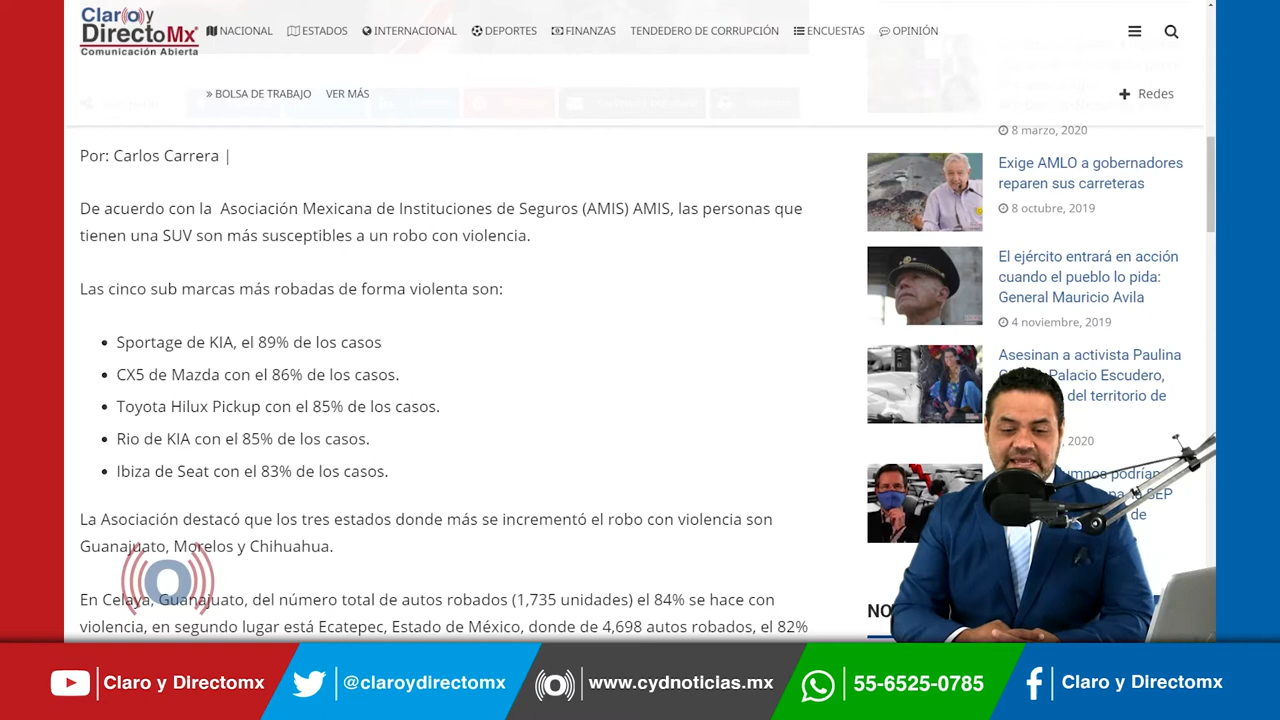 Claro y
DirectoMx
Comunicación Abierta
NACIONAL
ESTADOS
INTERNACIONAL
DEPORTES
FINANZAS
TENDEDERO DE CORRUPCIÓN
ENCUESTAS
OPINIÓN
» BOLSA DE TRABAJO
VER MÁS
+ Redes
Por: Carlos Carrera |
De acuerdo con la Asociación Mexicana de Instituciones de Seguros (AMIS) AMIS, las personas que
tienen una SUV son más susceptibles a un robo con violencia.
Las cinco sub marcas más robadas de forma violenta son:
• Sportage de KIA, el 89% de los casos
• CX5 de Mazda con el 86% de los casos.
• Toyota Hilux Pickup con el 85% de los casos.
• Rio de KIA con el 85% de los casos.
• Ibiza de Seat con el 83% de los casos.
La Asociación destacó que los tres estados donde más se incrementó el robo con violencia son
Guanajuato, Morelos y Chihuahua.
En Celaya, Guanajuato, del número total de autos robados (1,735 unidades) el 84% se hace con
violencia, en segundo lugar está Ecatepec, Estado de México, donde de 4,698 autos robados, el 82%
8 marzo, 2020
Exige AMLO a gobernadores
reparen sus carreteras
8 octubre, 2019
El ejército entrará en acción
cuando el pueblo lo pida:
General Mauricio Avila
4 noviembre, 2019
Asesinan a activista Paulina
Palacio Escudero,
del territorio de
, 2020
podrían
SEP
de
NO
Claro y Directomx
@claroydirectomx
www.cydnoticias.mx
55-6525-0785
Claro y Directomx